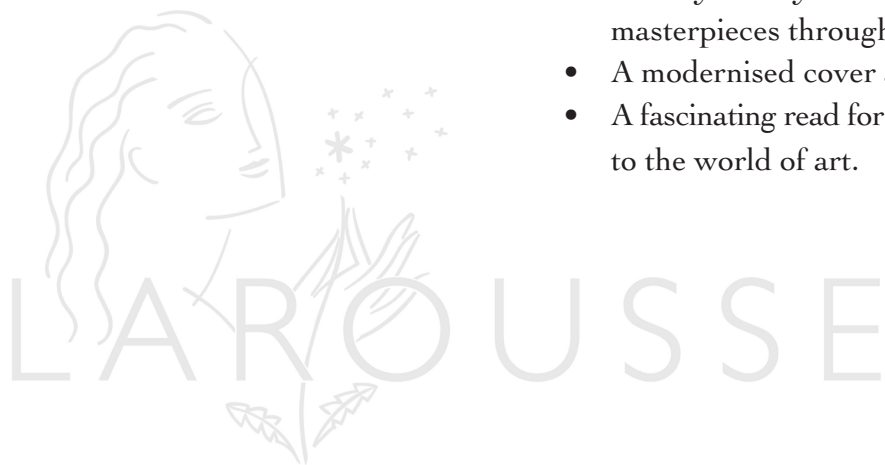 masterpieces through
• A modernised cover
• A fascinating read for
to the world of art.
LAROUSSE